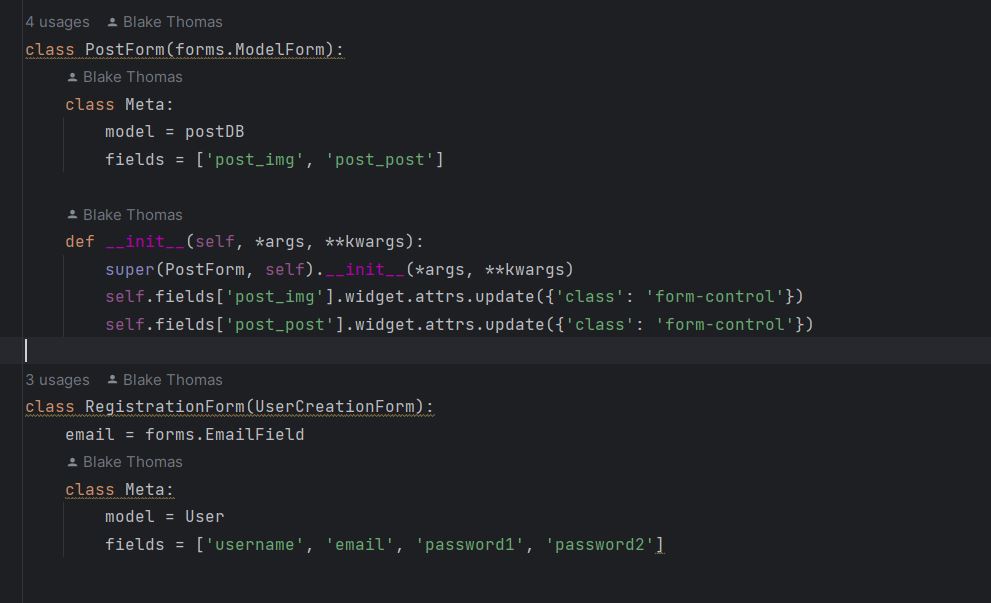 4 usages Blake Thomas
class PostForm(forms.ModelForm):
Blake Thomas
class Meta:
model = postDB
fields = ['post_img', 'post_post']
Blake Thomas
def __init__(self, *args, **kwargs):
super(PostForm, self).__init__(*args, **kwargs)
self.fields['post_img'].widget.attrs.update({'class': 'form-control'})
self.fields['post_post'].widget.attrs.update({'class': 'form-control'})
3 usages Blake Thomas
class RegistrationForm(UserCreationForm):
email = forms.EmailField
Blake Thomas
class Meta:
model = User
fields = ['username', 'email', 'password1', 'password2']